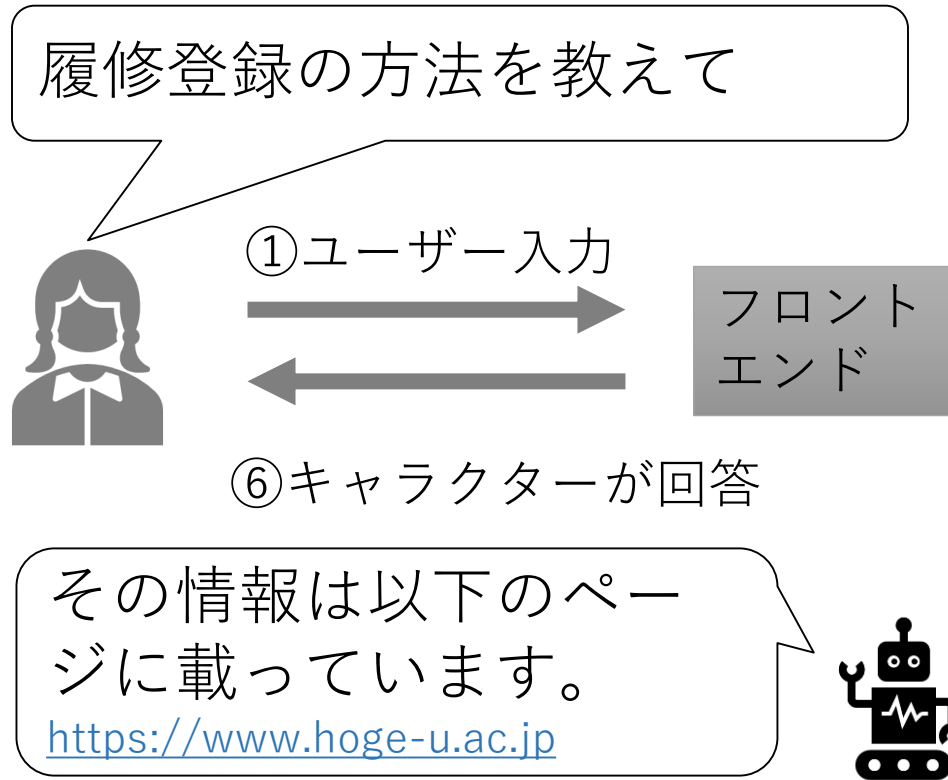 履修登録の方法を教えて
①ユーザー入力
フロント
エンド
⑥キャラクターが回答
その情報は以下のペー
ジに載っています。
https://www.hoge-u.ac.jp